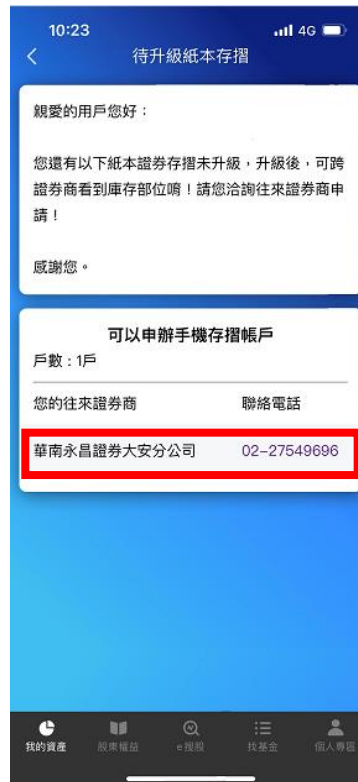 10:23
4G
待升級紙本存摺
親愛的用戶您好：
您還有以下紙本證券存摺未升級，升級後，可跨
證券商看到庫存部位唷！請您洽詢往來證券商申
請！
感謝您。
可以申辦手機存摺帳戶
戶數：1戶
您的往來證券商 聯絡電話
華南永昌證券大安分公司 02-27549696
我的資產 股東權益 e投股 找基金 個人專區